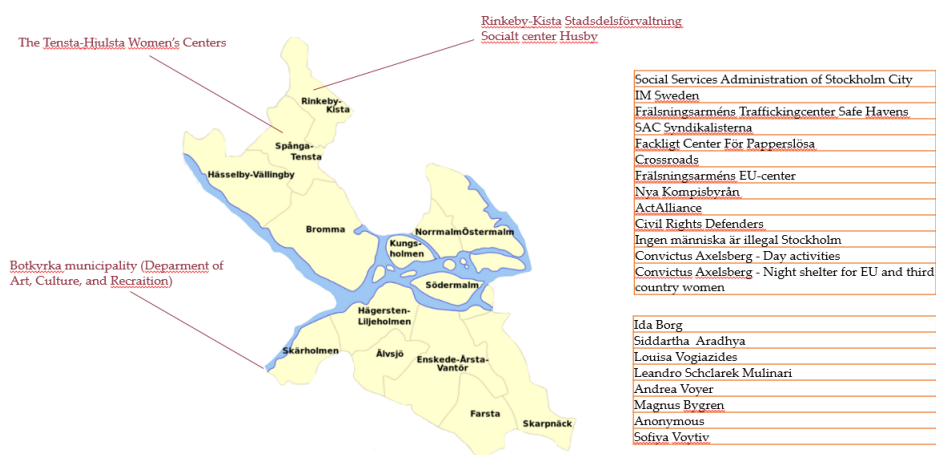 Rinkeby-Kista Stadsdelsförvaltning
Socialt center Husby
The Tensta-Hjulsta Women's Centers
Rinkeby-
Kista
Spånga-
Tensta
Hässelby-Vällingby
Bromma
Norrmalm
Östermalm
Kungs-
holmen
Södermalm
Botkyrka municipality (Deparment of
Art, Culture, and Recraition)
Hägersten-
Liljeholmen
Skärholmen
Älvsjö
Enskede-Årsta-
Vantör
Farsta
Skarpnäck
Social Services Administration of Stockholm City
IM Sweden
Frälsningsarméns Traffickingcenter Safe Havens
SAC Syndikalisterna
Fackligt Center För Papperslösa
Crossroads
Frälsningsarméns EU-center
Nya Kompisbyrån
ActAlliance
Civil Rights Defenders
Ingen människa är illegal Stockholm
Convictus Axelsberg - Day activities
Convictus Axelsberg - Night shelter for EU and third
country women
Ida Borg
Siddartha Aradhya
Louisa Vogiazides
Leandro Schclarek Mulinari
Andrea Voyer
Magnus Bygren
Anonymous
Sofiya Voytiv